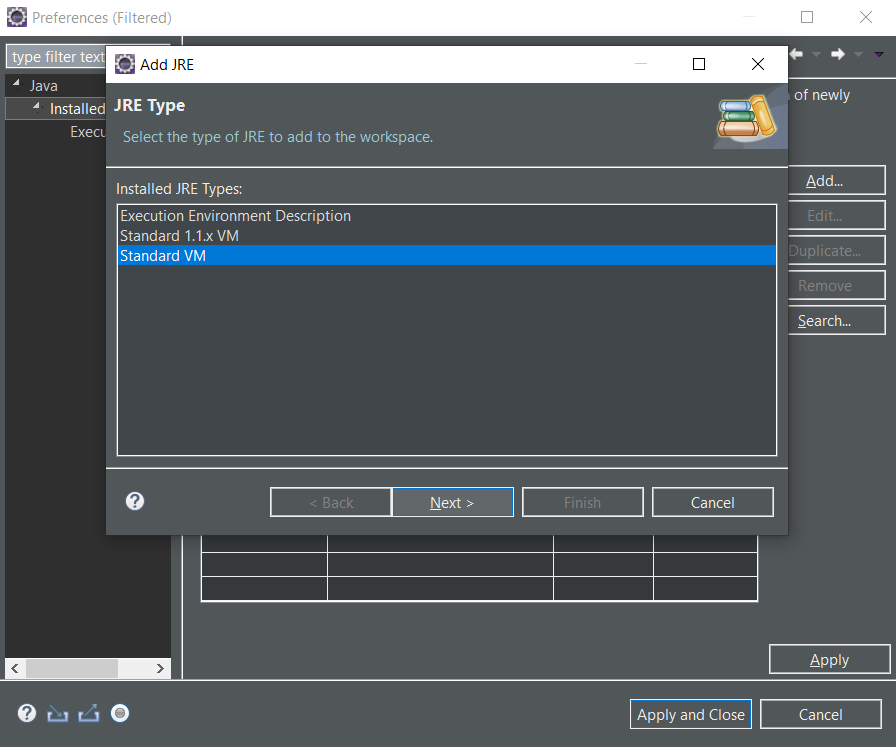 Preferences (Filtered)
type filter text
Java
Installed
Execu
of newly
Add...
Edit...
Duplicate...
Remove
Search...
Add JRE
JRE Type
Select the type of JRE to add to the workspace.
Installed JRE Types:
Execution Environment Description
Standard 1.1.x VM
Standard VM
< Back
Next >
Finish
Cancel
Apply
Apply and Close
Cancel